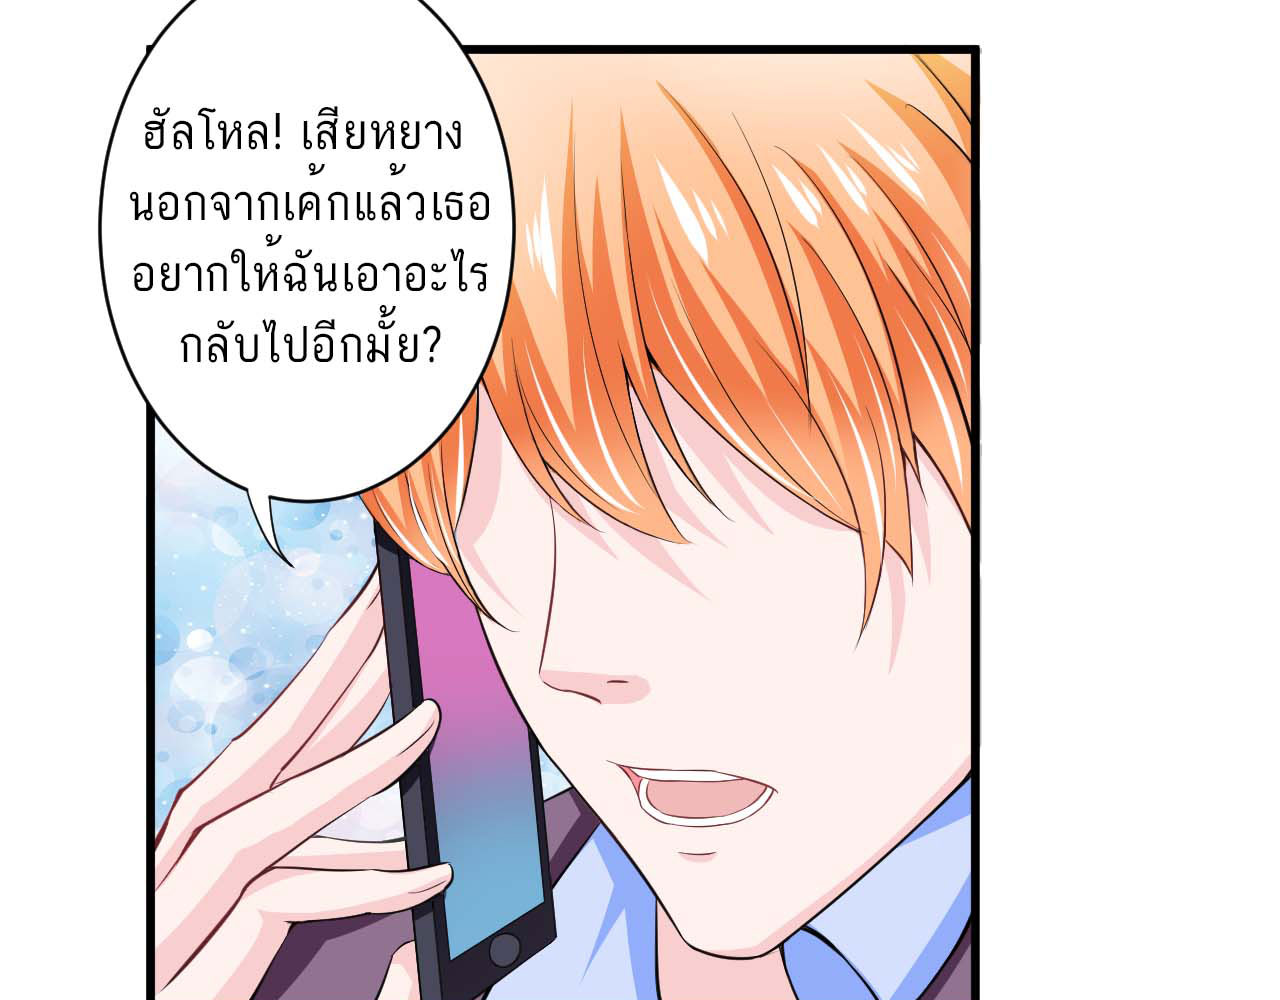 ฮัลโหล! เสียหยาง
นอกจากเค้กแล้วเธอ
อยากให้ฉันเอาอะไร
กลับไปอีกมั้ย?